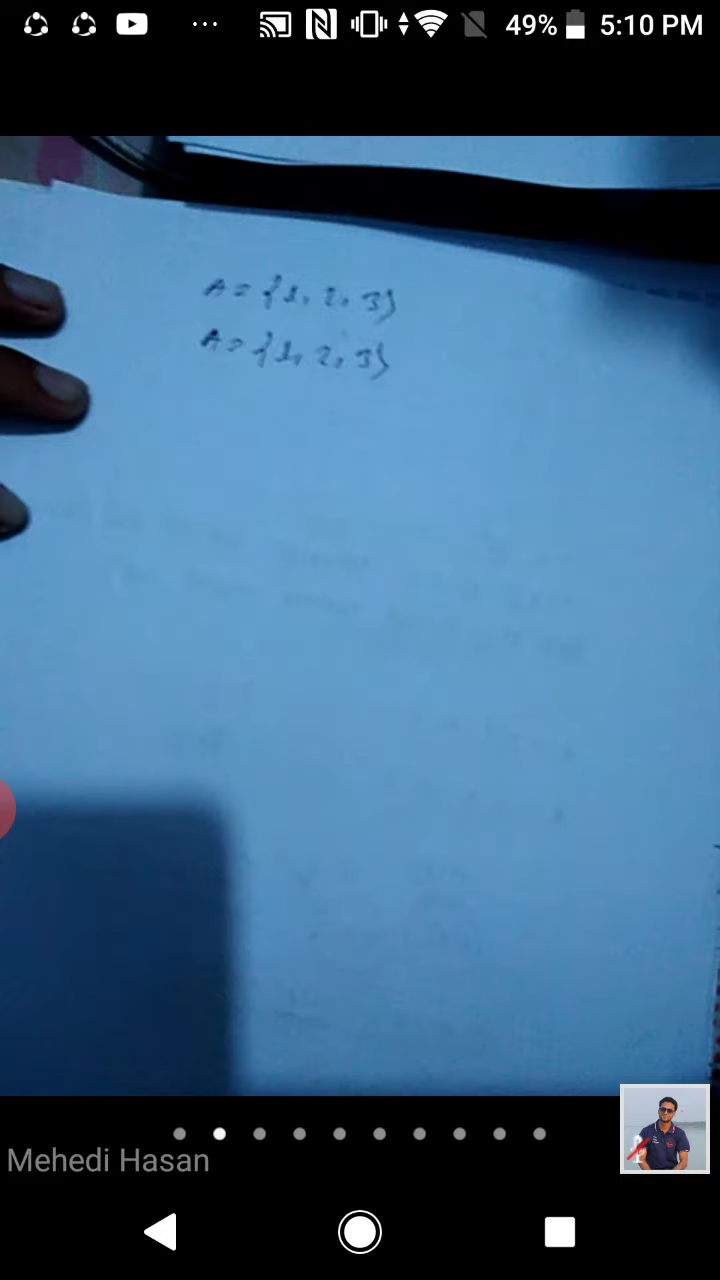 49% 5:10 PM
A = {1, 2, 3}
A = {1, 2, 3}
Mehedi Hasan